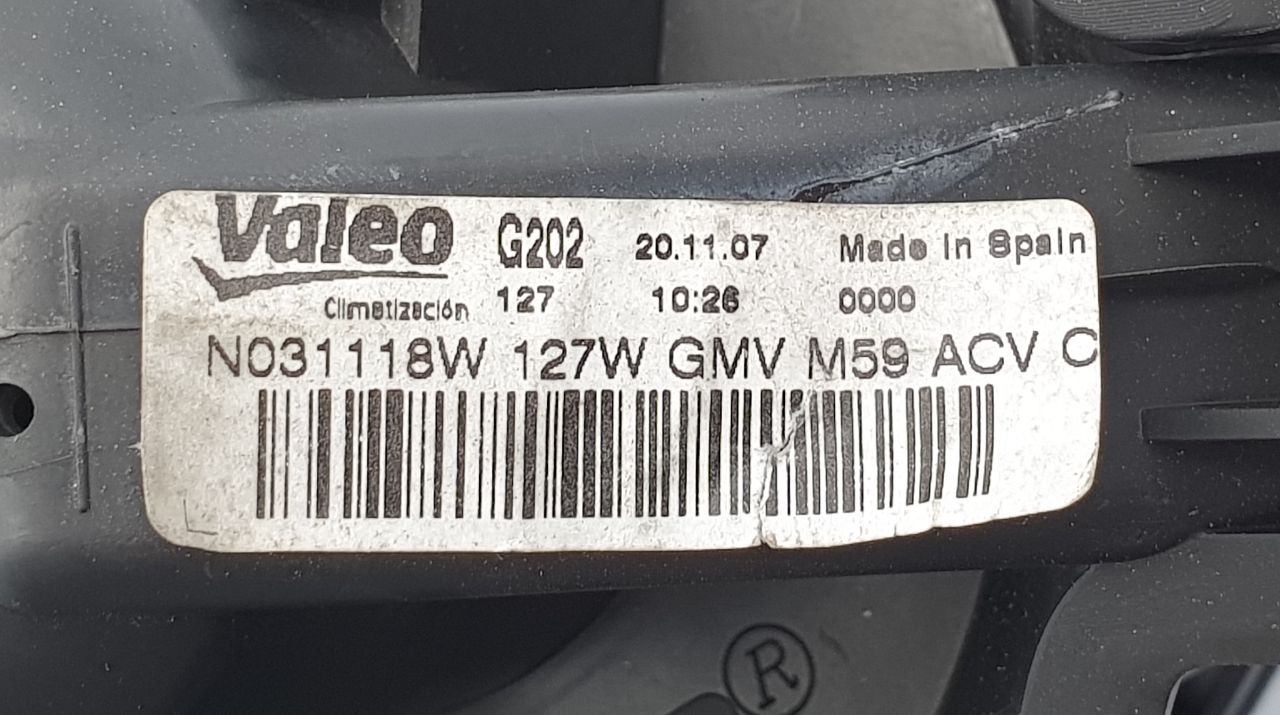 Valeo G202 20.11.07 Made in Spain
Climatización 127 10:26 0000
N031118W 127W GMV M59 ACV C
®